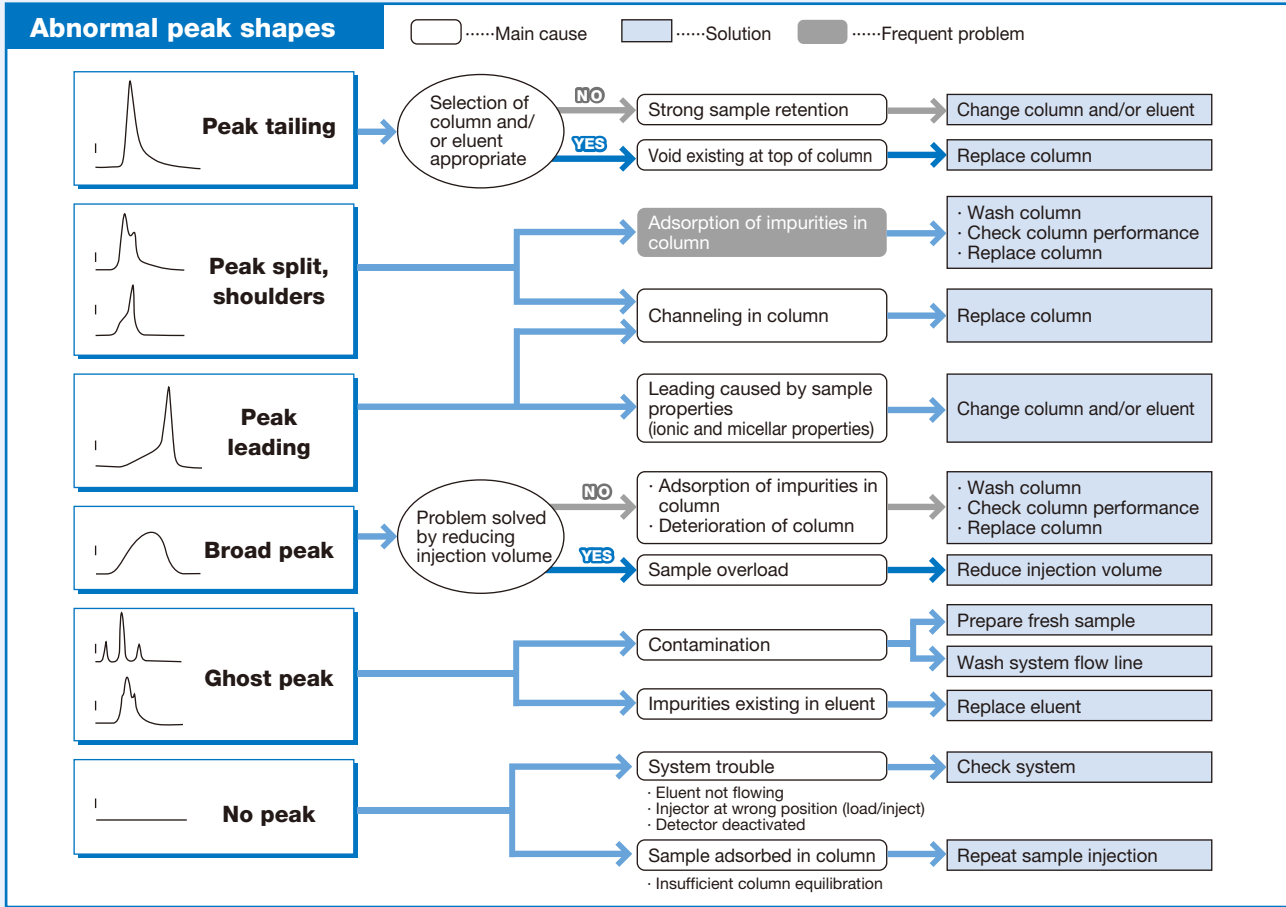 Abnormal peak shapes
······Main cause
······Solution
······Frequent problem
Peak tailing
Selection of
column and/
or eluent
appropriate
NO
Strong sample retention
Change column and/or eluent
YES
Void existing at top of column
Replace column
Peak split,
shoulders
Adsorption of impurities in
column
· Wash column
· Check column performance
· Replace column
Channeling in column
Replace column
Peak
leading
Leading caused by sample
properties
(ionic and micellar properties)
Change column and/or eluent
Broad peak
Problem solved
by reducing
injection volume
NO
· Adsorption of impurities in
column
· Deterioration of column
· Wash column
· Check column performance
· Replace column
YES
Sample overload
Reduce injection volume
Ghost peak
Contamination
Prepare fresh sample
Wash system flow line
Impurities existing in eluent
Replace eluent
No peak
System trouble
· Eluent not flowing
· Injector at wrong position (load/inject)
· Detector deactivated
Check system
Sample adsorbed in column
· Insufficient column equilibration
Repeat sample injection